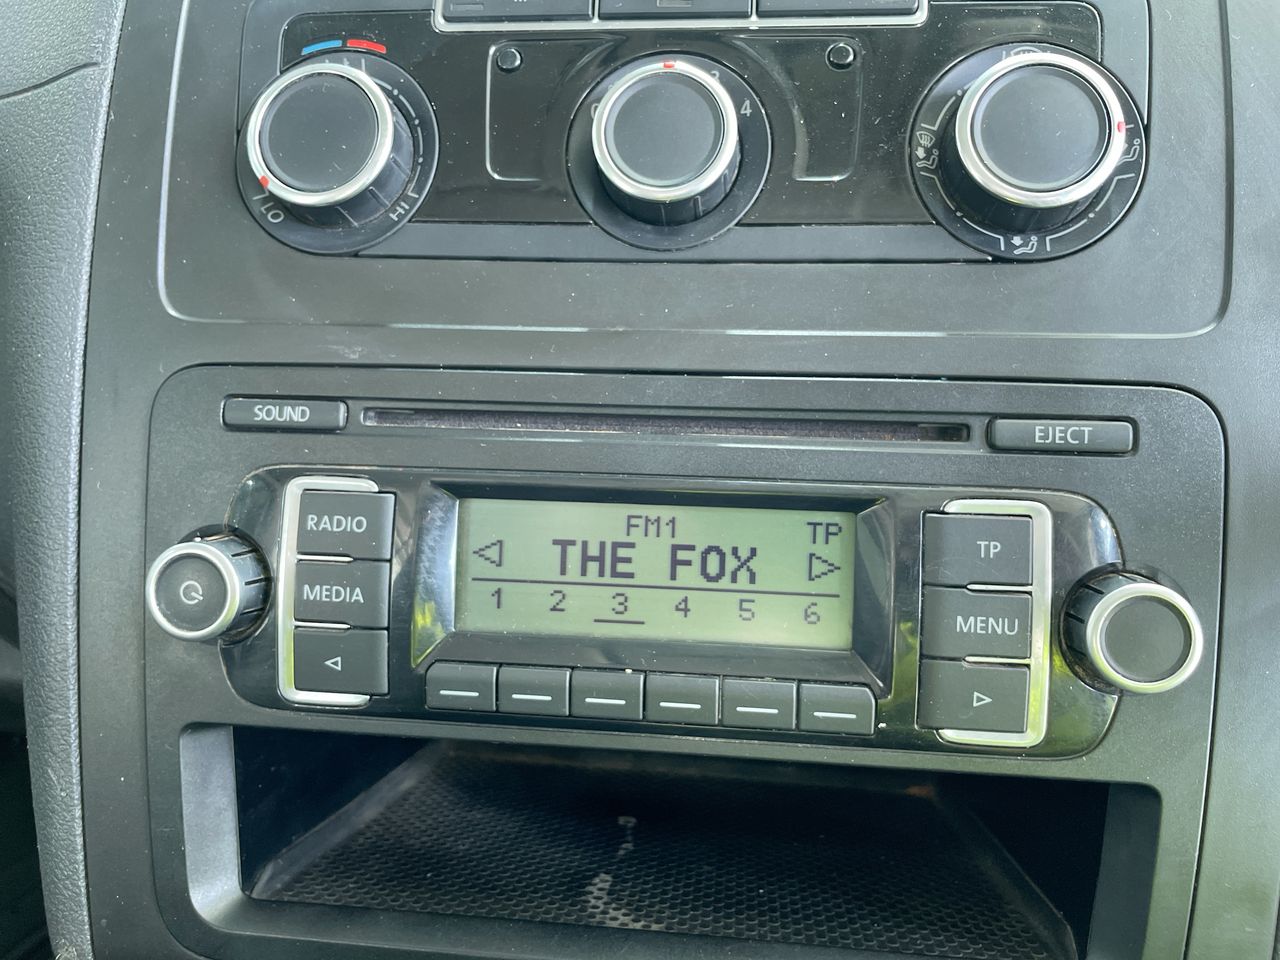 4
LO
HI
SOUND
EJECT
RADIO
MEDIA
FM1
TP
THE FOX
1 2 3 4 5 6
TP
MENU